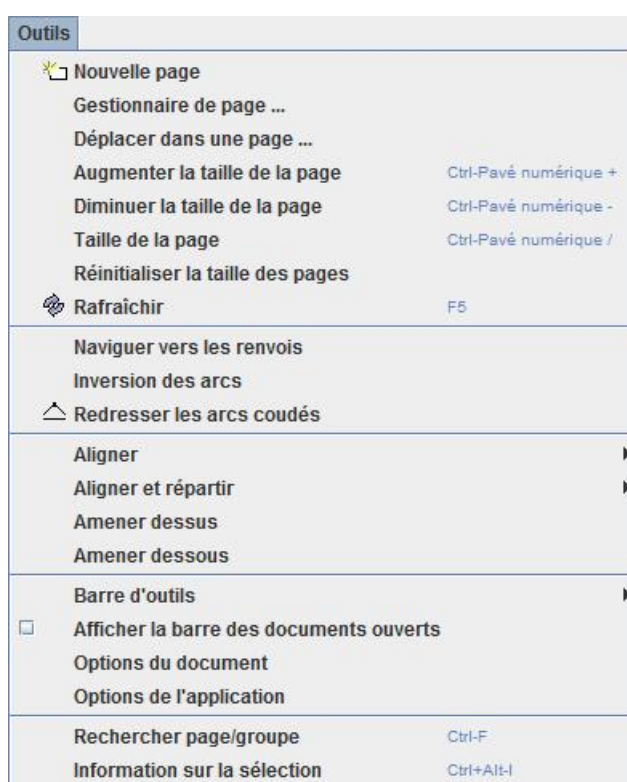 Outils
Nouvelle page
Gestionnaire de page ...
Déplacer dans une page ...
Augmenter la taille de la page Ctrl-Pavé numérique +
Diminuer la taille de la page Ctrl-Pavé numérique -
Taille de la page Ctrl-Pavé numérique /
Réinitialiser la taille des pages
Rafraîchir F5
Naviguer vers les renvois
Inversion des arcs
Redresser les arcs coudés
Aligner
Aligner et répartir
Amener dessus
Amener dessous
Barre d'outils
Afficher la barre des documents ouverts
Options du document
Options de l'application
Rechercher page/groupe Ctrl-F
Information sur la sélection Ctrl+Alt-I